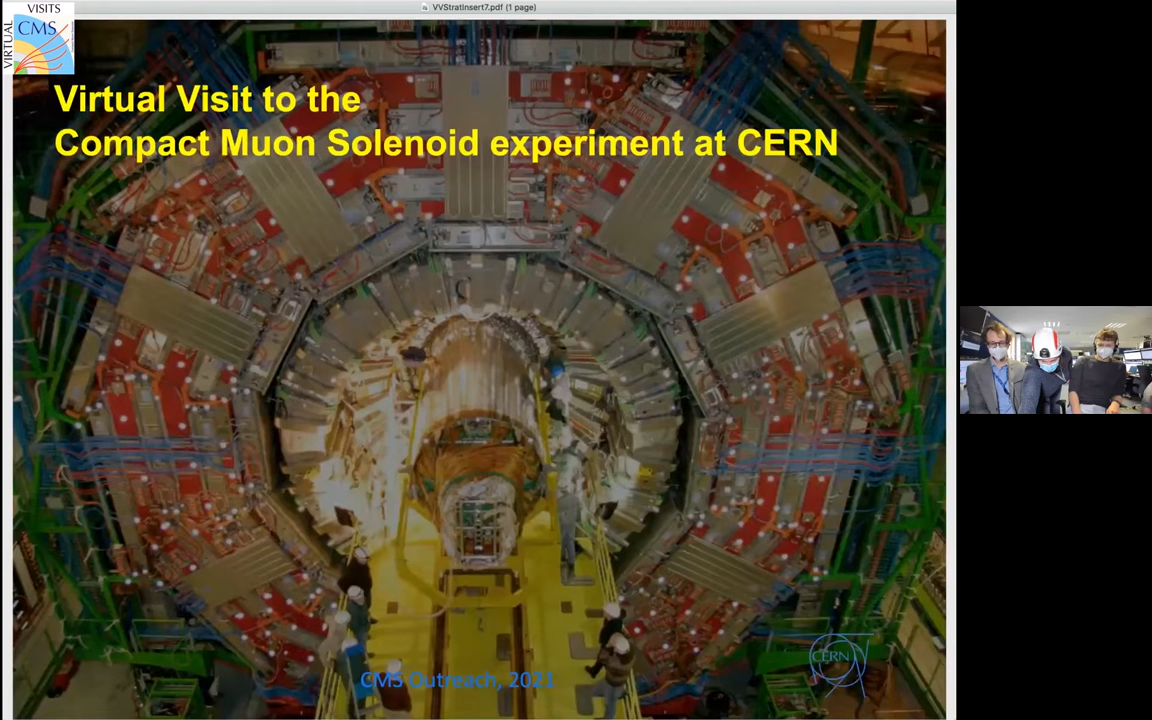 VVStratInsert7.pdf (1 page)
VISITS
VIRTUAL
CMS
Virtual Visit to the
Compact Muon Solenoid experiment at CERN
CERN
CMS Outreach, 2021